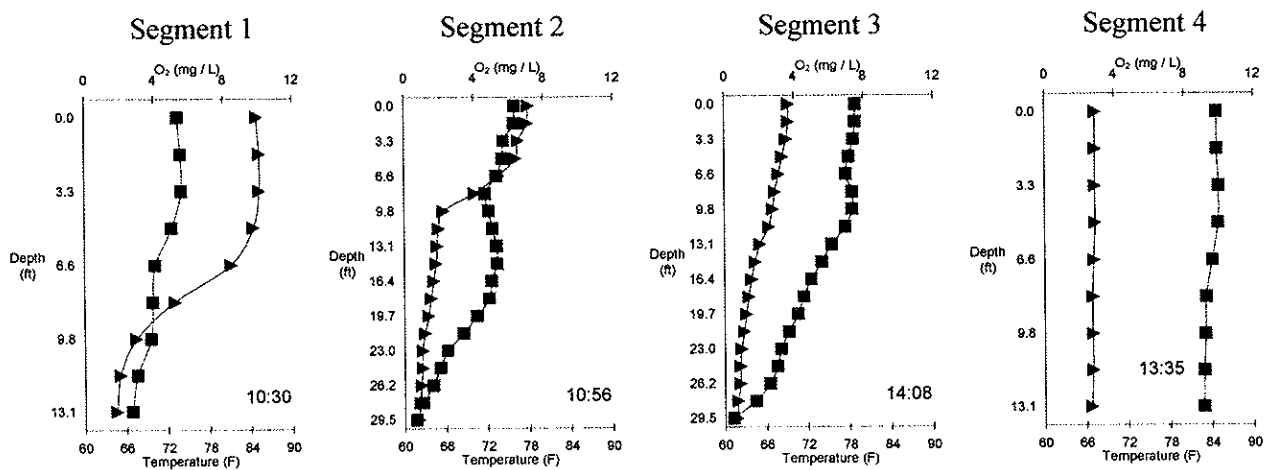 Segment 1
O₂ (mg / L)
0 4 8 12
0.0
3.3
6.6
9.8
13.1
Depth
(ft)
10:30
60 66 72 78 84 90
Temperature (F)
Segment 2
O₂ (mg / L)
0 4 8 12
0.0
3.3
6.6
9.8
13.1
16.4
19.7
23.0
26.2
29.5
Depth
(ft)
10:56
60 66 72 78 84 90
Temperature (F)
Segment 3
O₂ (mg / L)
0 4 8 12
0.0
3.3
6.6
9.8
13.1
16.4
19.7
23.0
26.2
29.5
Depth
(ft)
14:08
60 66 72 78 84 90
Temperature (F)
Segment 4
O₂ (mg / L)
0 4 8 12
0.0
3.3
6.6
9.8
13.1
Depth
(ft)
13:35
60 66 72 78 84 90
Temperature (F)